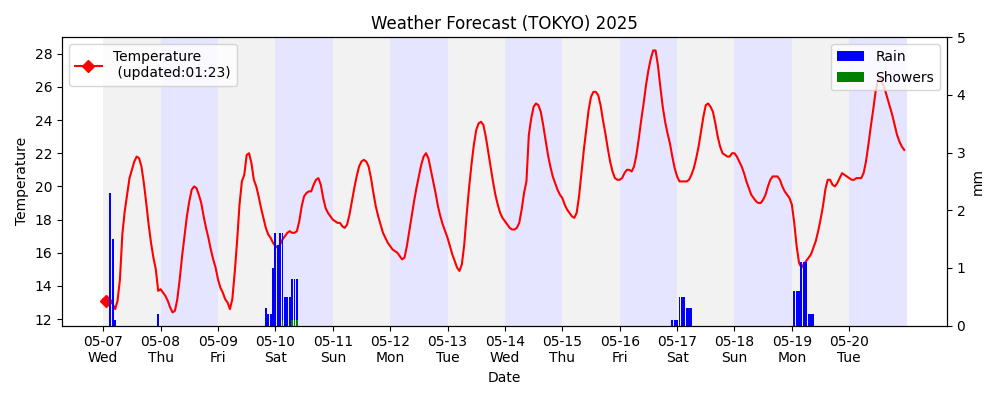 Weather Forecast (TOKYO) 2025
Temperature
(updated:01:23)
Rain
Showers
28
26
24
22
20
18
16
14
12
Temperature
5
4
3
2
1
0
mm
05-07 05-08 05-09 05-10 05-11 05-12 05-13 05-14 05-15 05-16 05-17 05-18 05-19 05-20
Wed Thu Fri Sat Sun Mon Tue Wed Thu Fri Sat Sun Mon Tue
Date